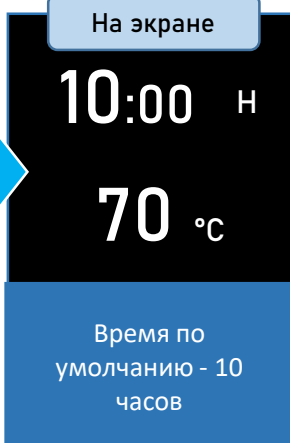 На экране
10:00 H
70 °C
Время по
умолчанию - 10
часов